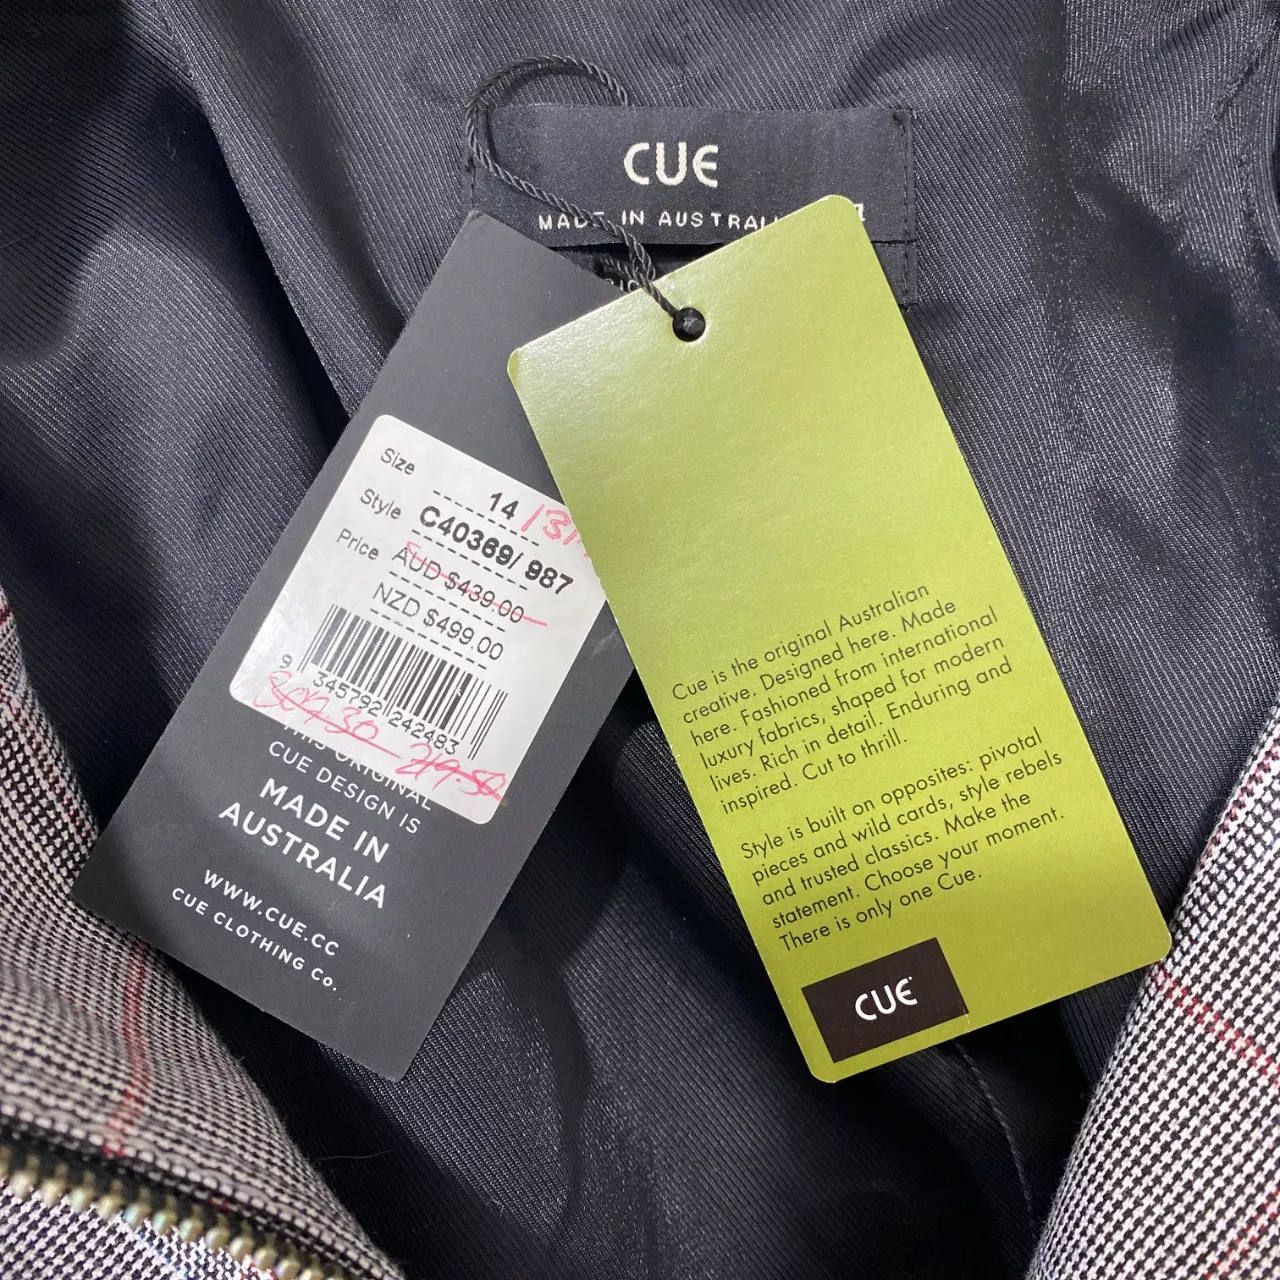 CUE
MADE IN AUSTRALI
Size 14
Style C40369/ 987
Price AUD $439.00
NZD $499.00
9 345792 242483
219.50
THIS ORIGINAL
CUE DESIGN IS
MADE IN
AUSTRALIA
WWW.CUE.CC
CUE CLOTHING Co.
Cue is the original Australian
creative. Designed here. Made
here. Fashioned from international
luxury fabrics, shaped for modern
lives. Rich in detail. Enduring and
inspired. Cut to thrill.
Style is built on opposites: pivotal
pieces and wild cards, style rebels
and trusted classics. Make the
statement. Choose your moment.
There is only one Cue.
CUE